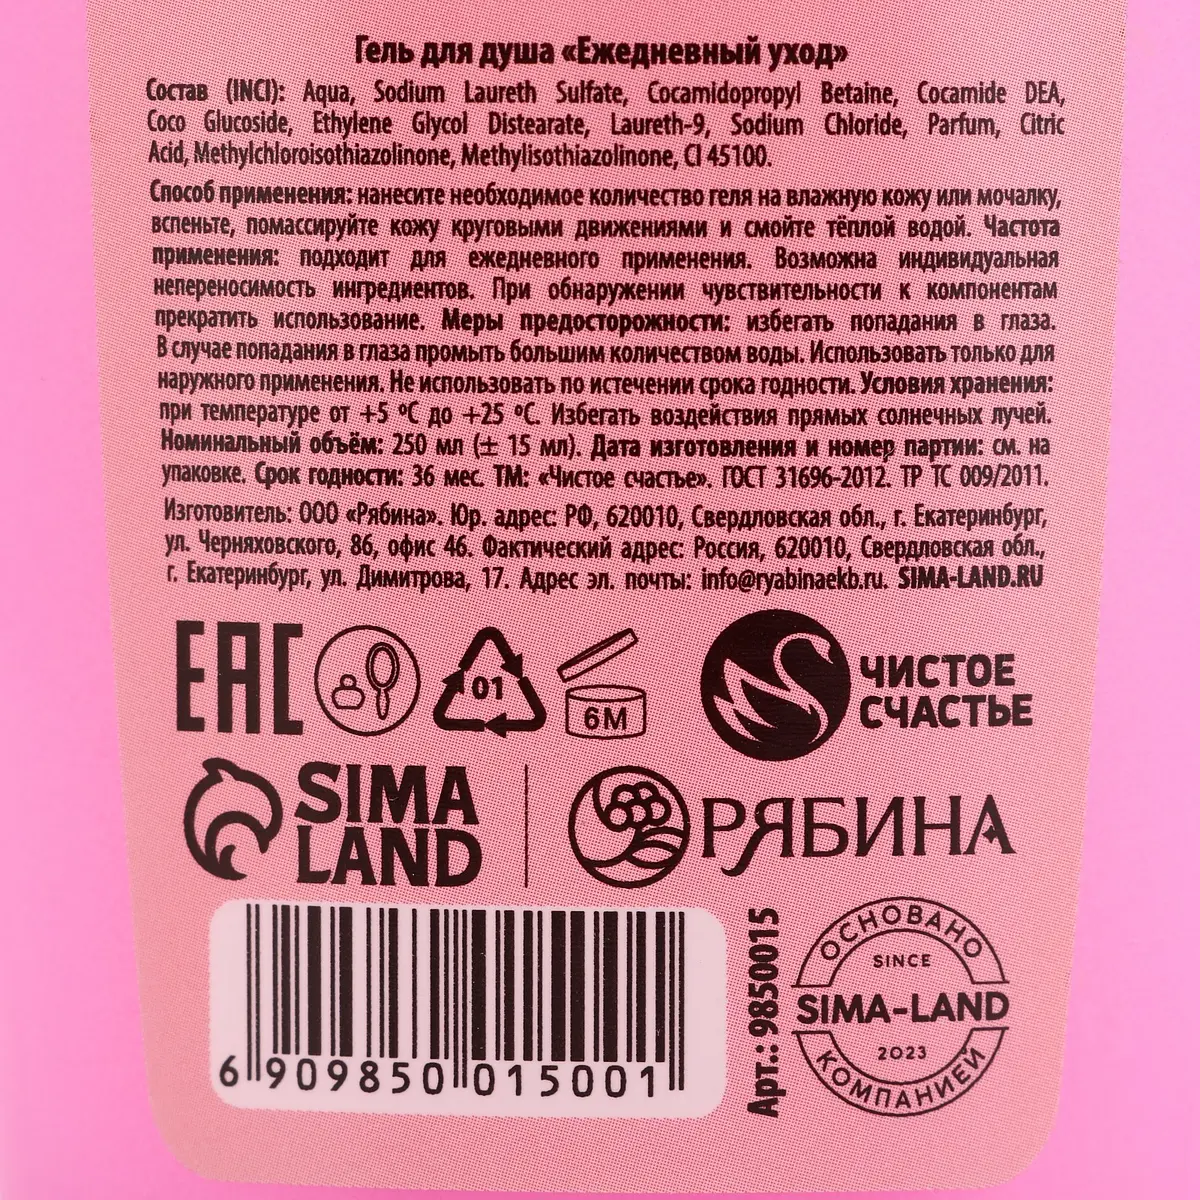 Гель для душа «Ежедневный уход»
Состав (INCI): Aqua, Sodium Laureth Sulfate, Cocamidopropyl Betaine, Cocamide DEA,
Coco Glucoside, Ethylene Glycol Distearate, Laureth-9, Sodium Chloride, Parfum, Citric
Acid, Methylchloroisothiazolinone, Methylisothiazolinone, CI 45100.
Способ применения: нанесите необходимое количество геля на влажную кожу или мочалку,
вспеньте, помассируйте кожу круговыми движениями и смойте тёплой водой. Частота
применения: подходит для ежедневного применения. Возможна индивидуальная
непереносимость ингредиентов. При обнаружении чувствительности к компонентам
прекратить использование. Меры предосторожности: избегать попадания в глаза.
В случае попадания в глаза промыть большим количеством воды. Использовать только для
наружного применения. Не использовать по истечении срока годности. Условия хранения:
при температуре от +5 ºC до +25 ºC. Избегать воздействия прямых солнечных лучей.
Номинальный объём: 250 мл (± 15 мл). Дата изготовления и номер партии: см. на
упаковке. Срок годности: 36 мес. ТМ: «Чистое счастье». ГОСТ 31696-2012. ТР ТС 009/2011.
Изготовитель: ООО «Рябина». Юр. адрес: РФ, 620010, Свердловская обл., г. Екатеринбург,
ул. Черняховского, 86, офис 46. Фактический адрес: Россия, 620010, Свердловская обл.,
г. Екатеринбург, ул. Димитрова, 17. Адрес эл. почты: info@ryabinaekb.ru. SIMA-LAND.RU
EAC
01
6M
ЧИСТОЕ
СЧАСТЬЕ
SIMA
LAND
РЯБИНА
6 909850 015001
Арт.: 9850015
ОСНОВАНО
SINCE
SIMA-LAND
2023
КОМПАНИЕЙ